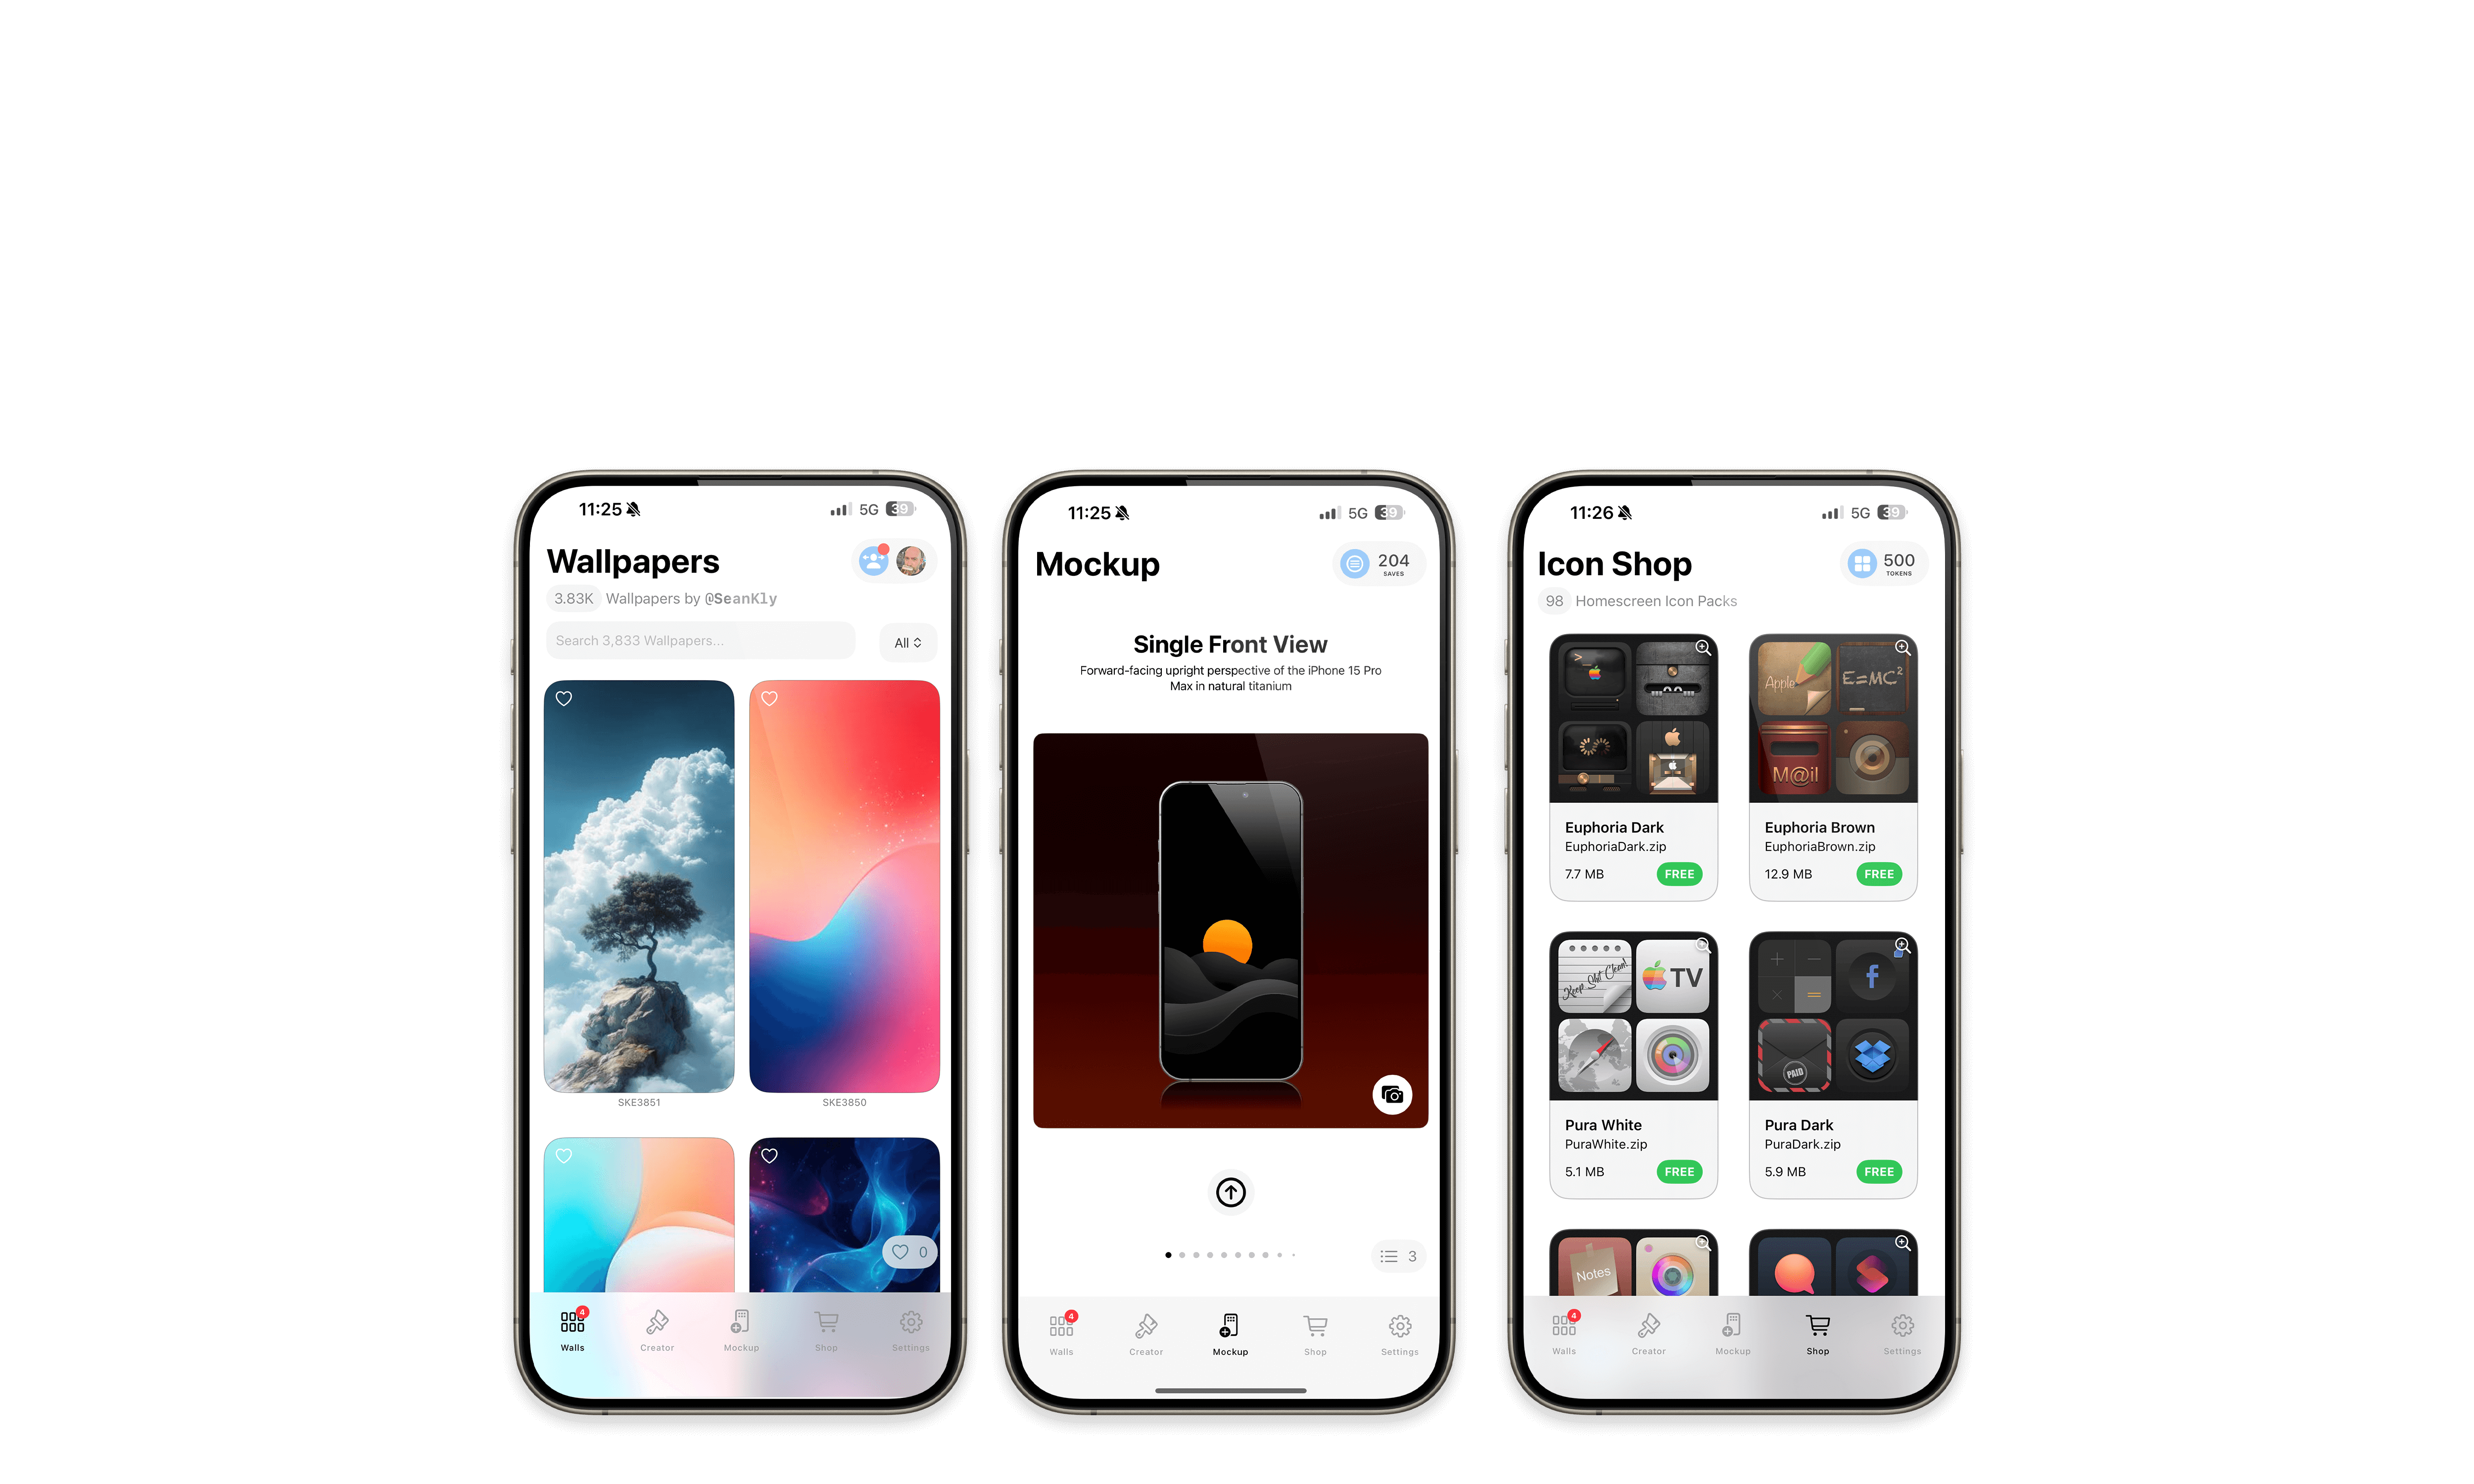 11:25
5G 39
Wallpapers
3.83K Wallpapers by @SeanKly
Search 3,833 Wallpapers...
All
SKE3851
SKE3850
0
4
Walls
Creator
Mockup
Shop
Settings
11:25
5G 39
Mockup
204
SAVES
Single Front View
Forward-facing upright perspective of the iPhone 15 Pro
Max in natural titanium
3
4
Walls
Creator
Mockup
Shop
Settings
11:26
5G 39
Icon Shop
500
TOKENS
98 Homescreen Icon Packs
>_
Apple
E=MC²
M@il
Euphoria Dark
EuphoriaDark.zip
7.7 MB
FREE
Euphoria Brown
EuphoriaBrown.zip
12.9 MB
FREE
Keep Shit Clean!
TV
f
PAID
Pura White
PuraWhite.zip
5.1 MB
FREE
Pura Dark
PuraDark.zip
5.9 MB
FREE
Notes
4
Walls
Creator
Mockup
Shop
Settings